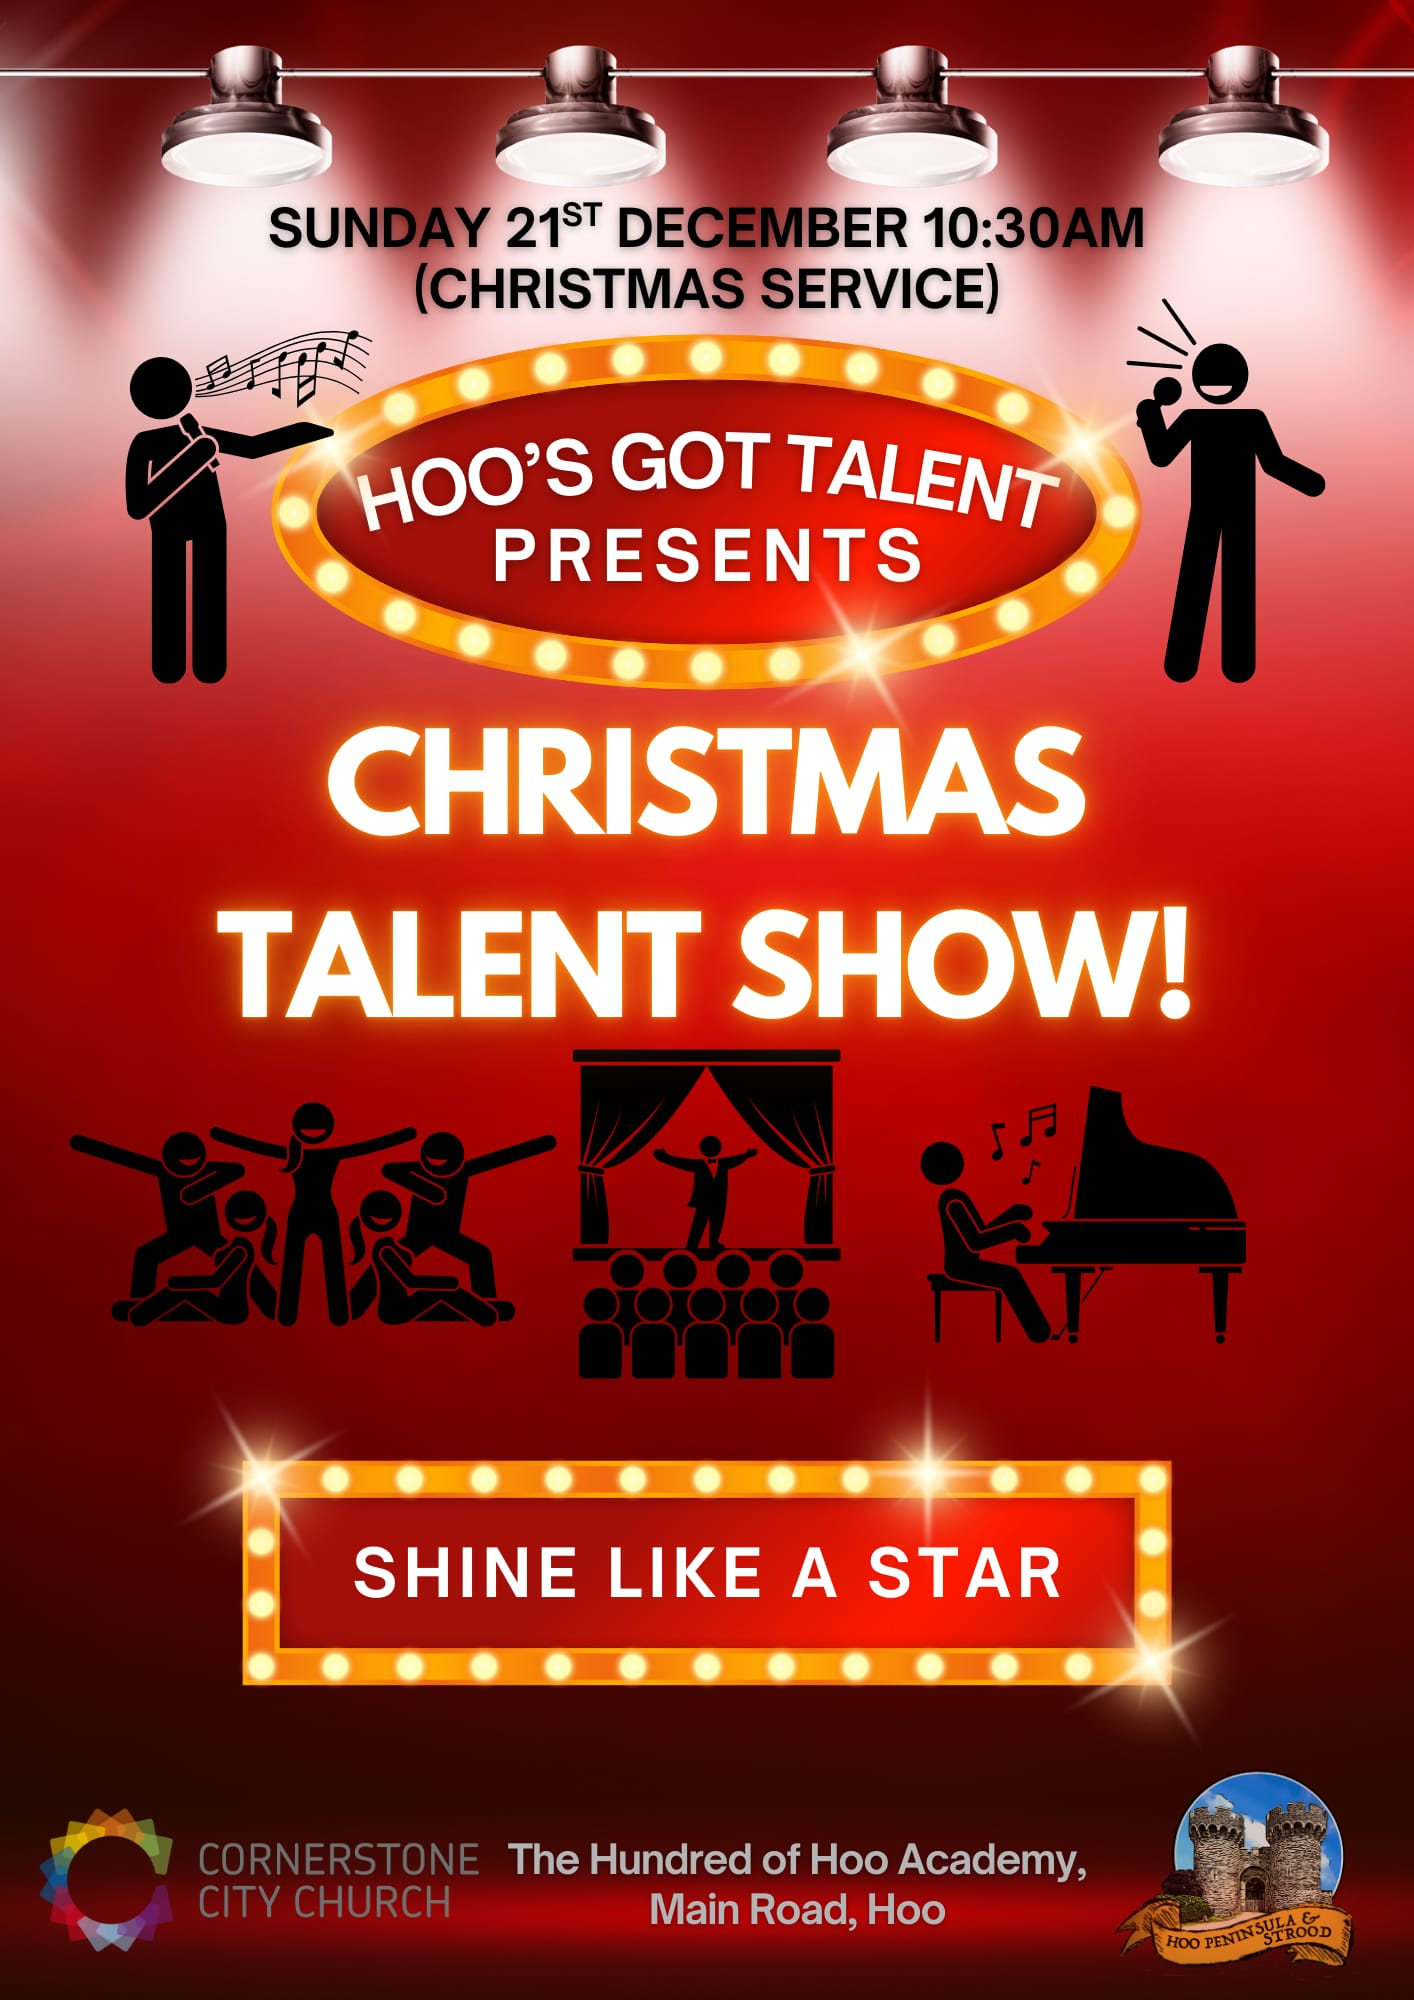 SUNDAY 21ST DECEMBER 10:30AM
(CHRISTMAS SERVICE)
HOO'S GOT TALENT
PRESENTS
CHRISTMAS
TALENT SHOW!
SHINE LIKE A STAR
CORNERSTONE
CITY CHURCH
The Hundred of Hoo Academy,
Main Road, Hoo
HOO PENINSULA &
STROOD